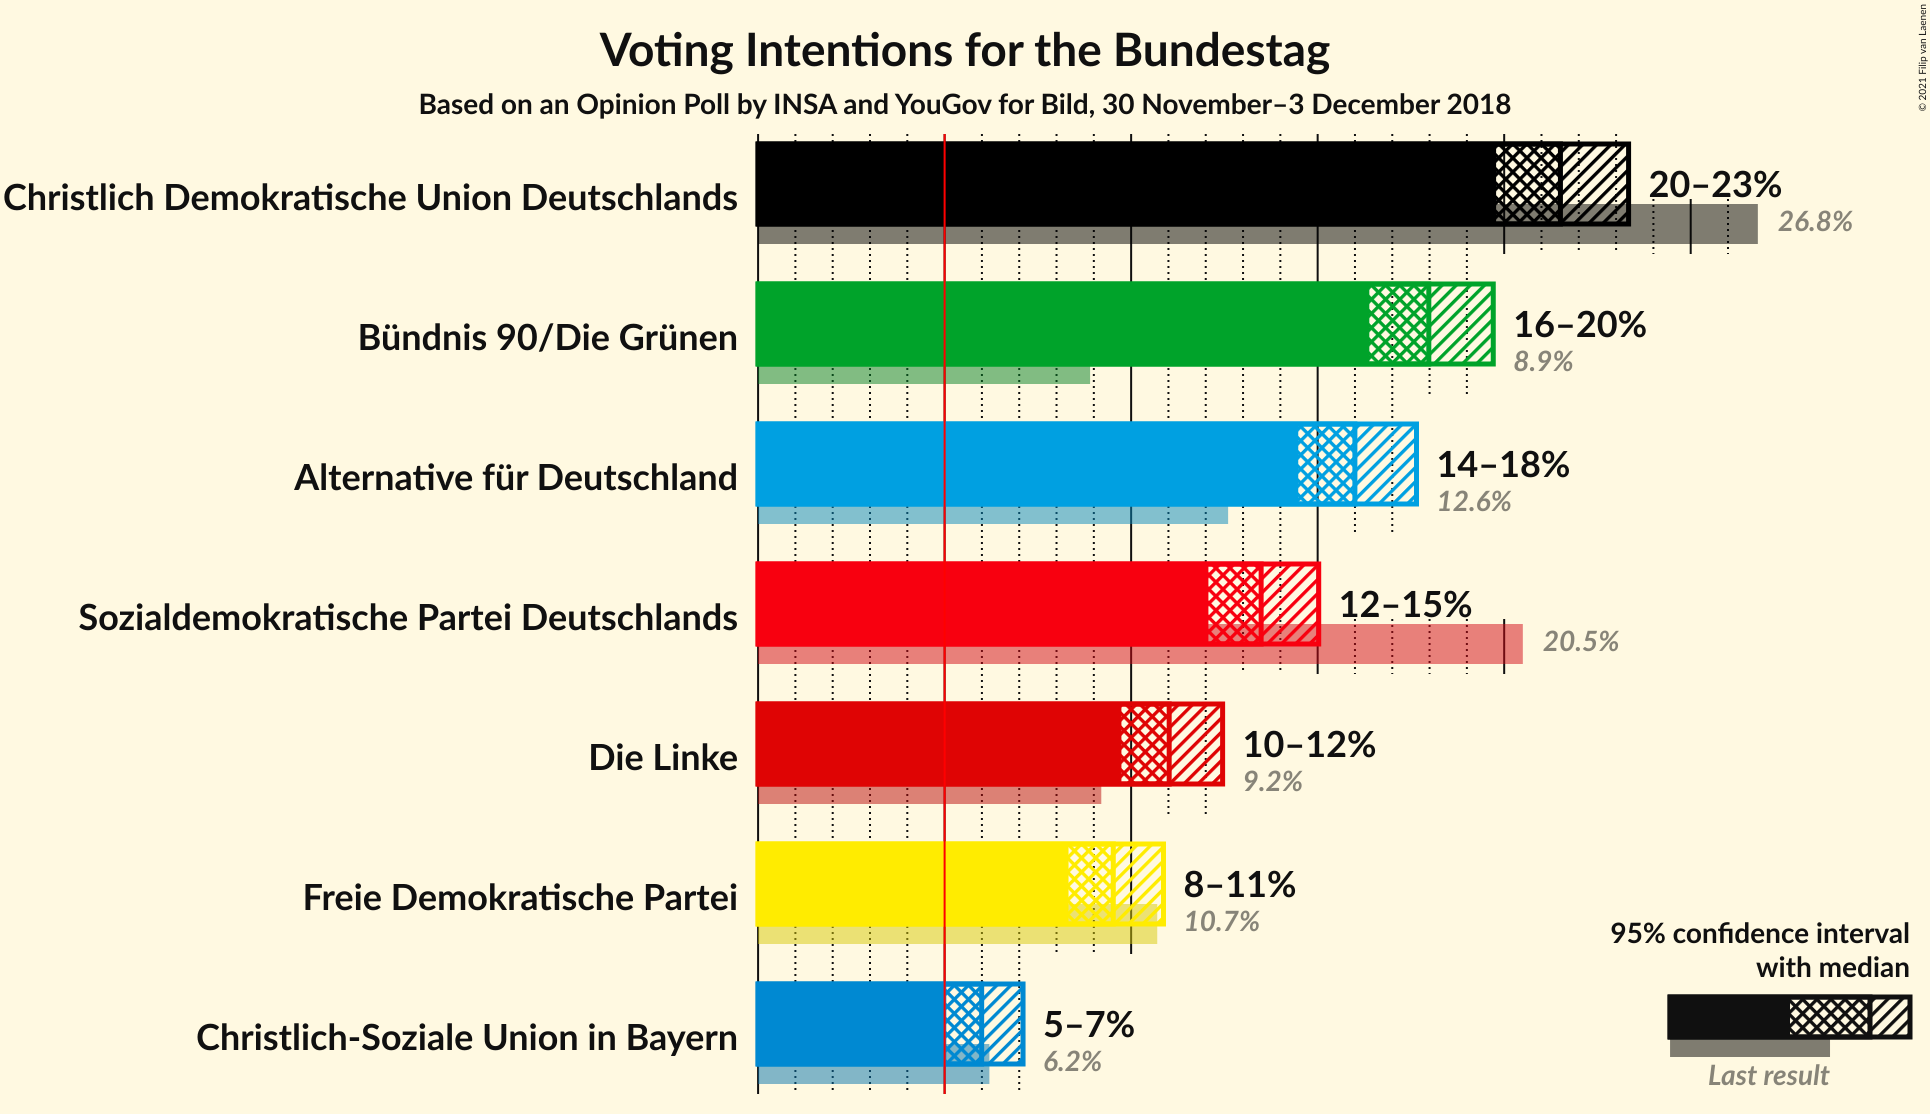 Voting Intentions for the Bundestag
Based on an Opinion Poll by INSA and YouGov for Bild, 30 November–3 December 2018
© 2021 Filip van Laenen
Christlich Demokratische Union Deutschlands
20–23%
26.8%
Bündnis 90/Die Grünen
16–20%
8.9%
Alternative für Deutschland
14–18%
12.6%
Sozialdemokratische Partei Deutschlands
12–15%
20.5%
Die Linke
10–12%
9.2%
Freie Demokratische Partei
8–11%
10.7%
Christlich-Soziale Union in Bayern
5–7%
6.2%
95% confidence interval
with median
Last result